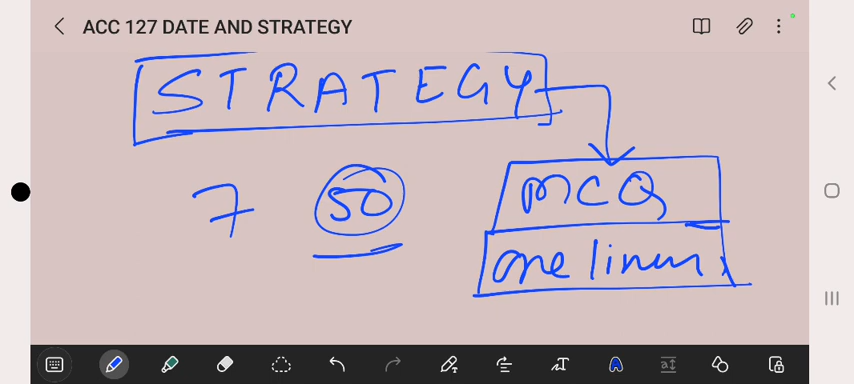 ACC 127 DATE AND STRATEGY
STRATEGY
7 50 MCQ
one liner